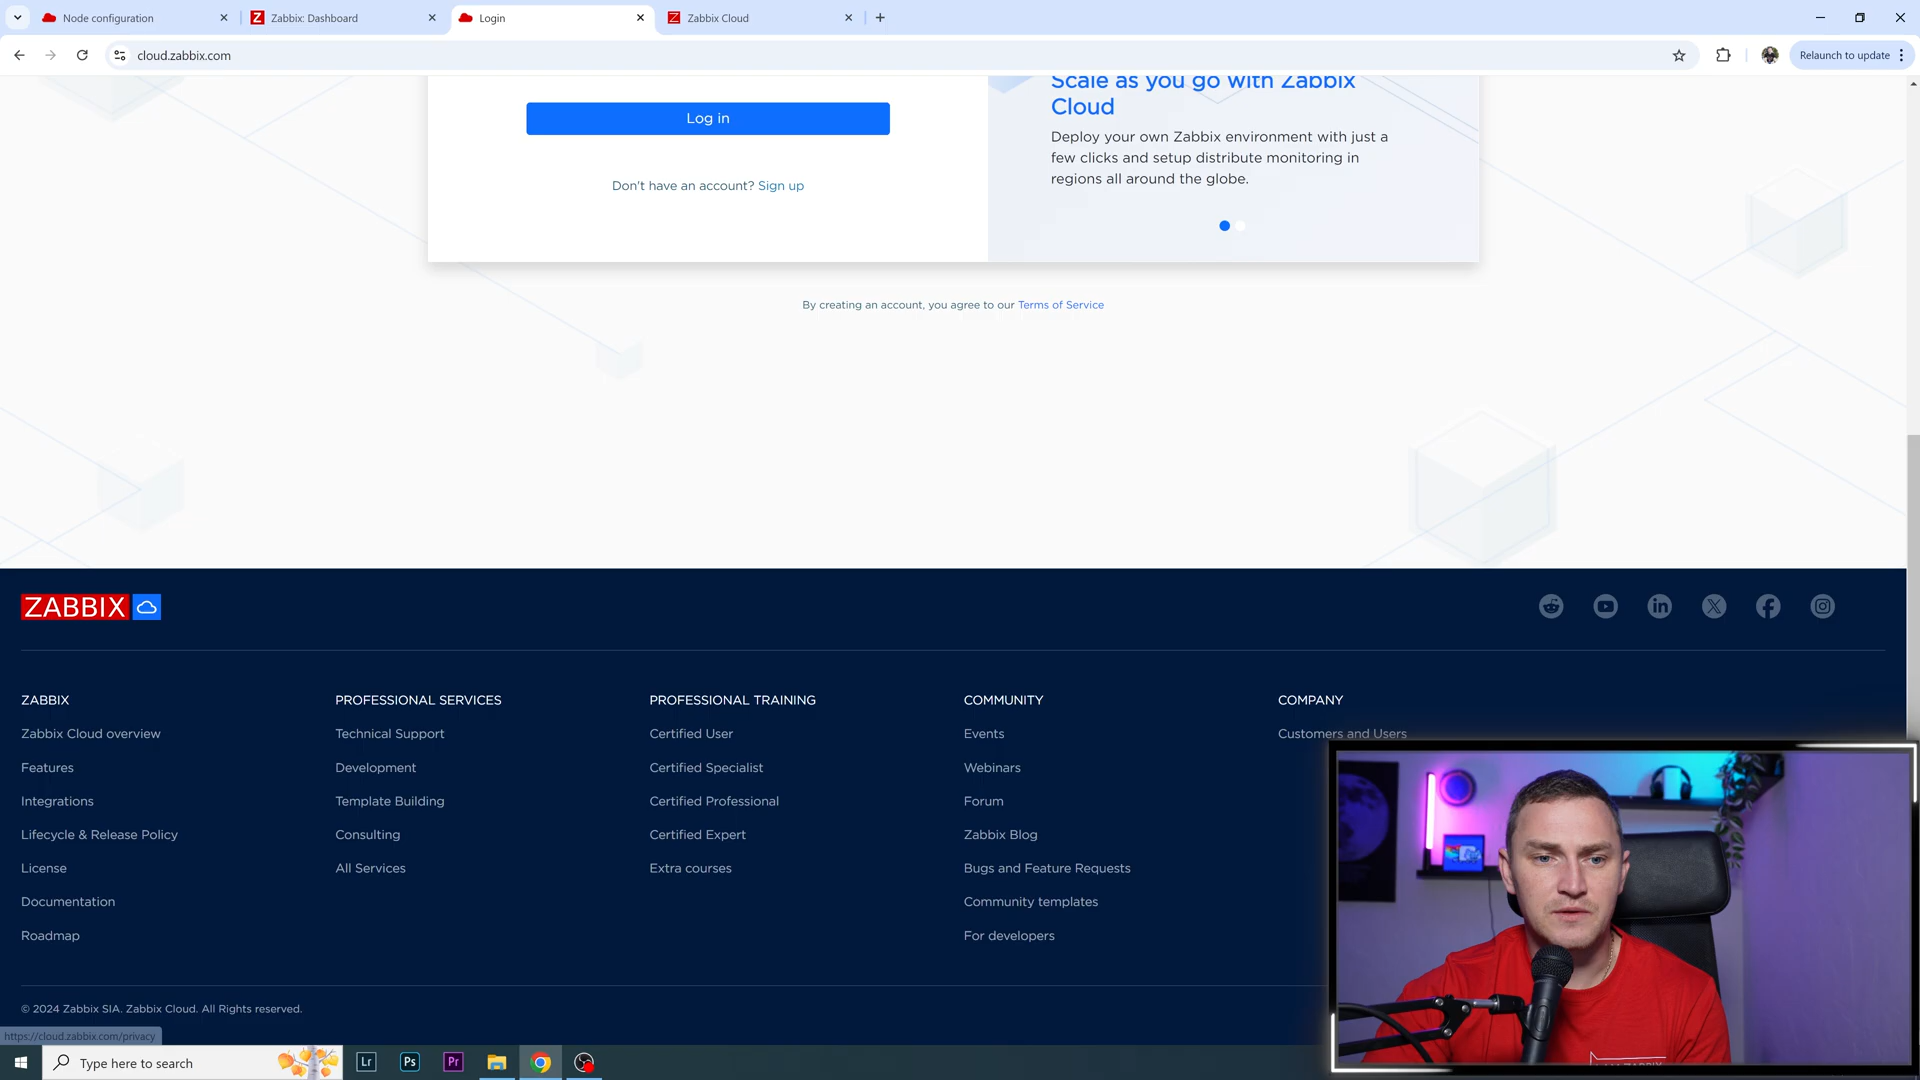 Node configuration
Zabbix: Dashboard
Login
Zabbix Cloud
cloud.zabbix.com
Relaunch to update
Scale as you go with Zabbix
Cloud
Deploy your own Zabbix environment with just a
few clicks and setup distribute monitoring in
regions all around the globe.
Log in
Don't have an account? Sign up
By creating an account, you agree to our Terms of Service
ZABBIX
ZABBIX
Zabbix Cloud overview
Features
Integrations
Lifecycle & Release Policy
License
Documentation
Roadmap
PROFESSIONAL SERVICES
Technical Support
Development
Template Building
Consulting
All Services
PROFESSIONAL TRAINING
Certified User
Certified Specialist
Certified Professional
Certified Expert
Extra courses
COMMUNITY
Events
Webinars
Forum
Zabbix Blog
Bugs and Feature Requests
Community templates
For developers
COMPANY
Customers and Users
© 2024 Zabbix SIA. Zabbix Cloud. All Rights reserved.
https://cloud.zabbix.com/privacy
Type here to search
Lr
Ps
Pr